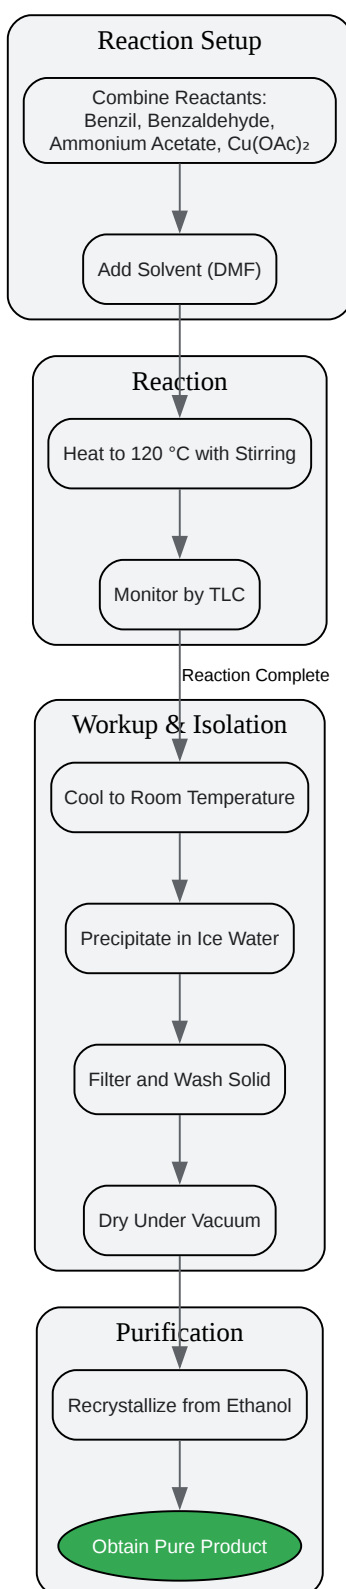 Reaction Setup
Combine Reactants:
Benzil, Benzaldehyde,
Ammonium Acetate, Cu(OAc)₂
Add Solvent (DMF)
Reaction
Heat to 120 °C with Stirring
Monitor by TLC
Reaction Complete
Workup & Isolation
Cool to Room Temperature
Precipitate in Ice Water
Filter and Wash Solid
Dry Under Vacuum
Purification
Recrystallize from Ethanol
Obtain Pure Product